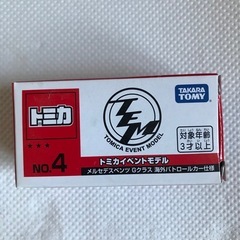 トミカ
TEM
TOMICA EVENT MODEL
TAKARA
TOMY
対象年齢
3才以上
NO.4
トミカイベントモデル
メルセデスベンツ Gクラス 海外パトロールカー仕様